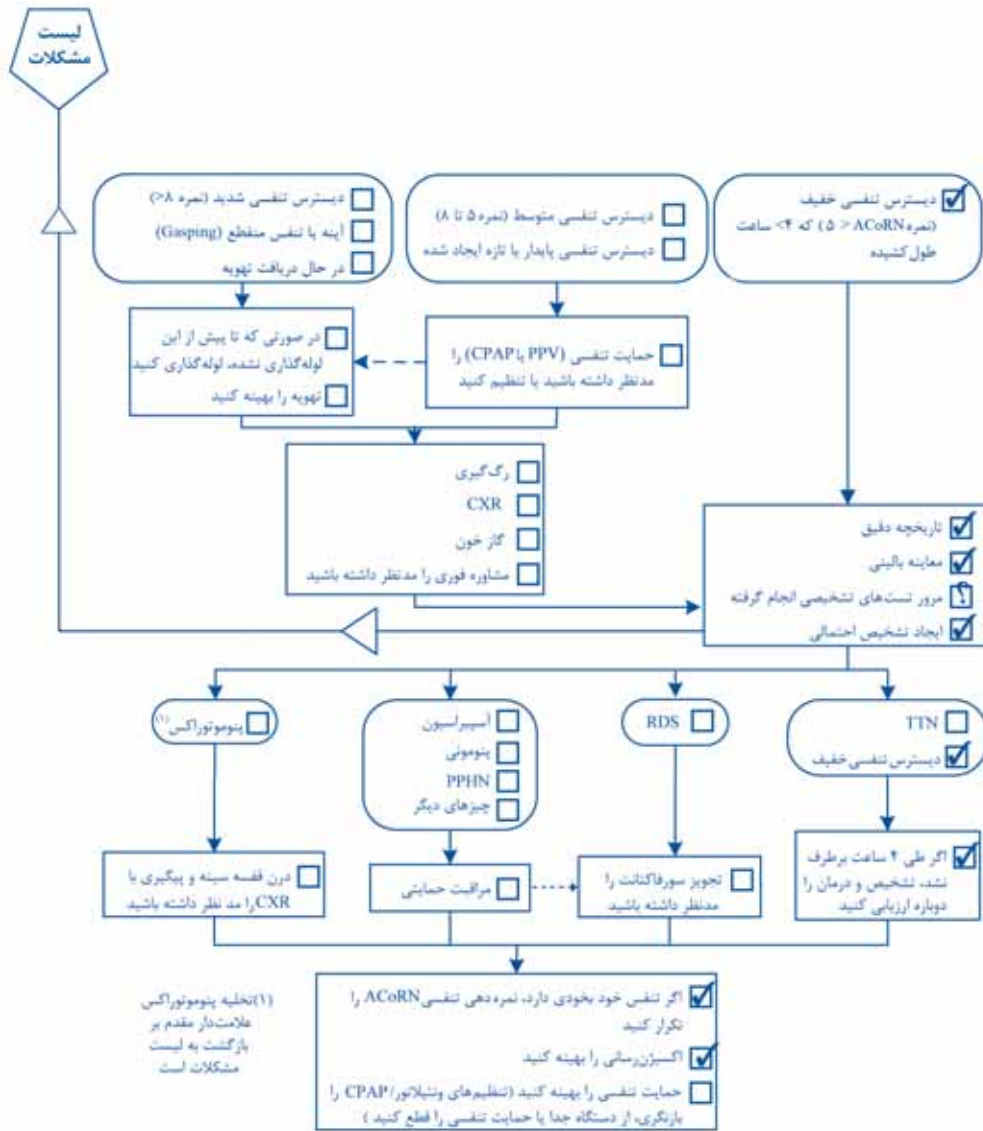 لیست
مشکلات
دیسترس تنفسی خفیف
(نمره ACoRN < ۵) که ۴> ساعت
طول کشیده
دیسترس تنفسی متوسط (نمره ۵ تا ۸)
دیسترس تنفسی پایدار یا تازه ایجاد شده
دیسترس تنفسی شدید (نمره ۸<)
آپنه یا تنفس منقطع (Gasping)
در حال دریافت تهویه
حمایت تنفسی (PPV یا CPAP) را
مدنظر داشته باشید یا تنظیم کنید
در صورتی که تا پیش از این
لوله‌گذاری نشده، لوله‌گذاری کنید
تهویه را بهینه کنید
رگ‌گیری
CXR
گاز خون
مشاوره فوری را مدنظر داشته باشید
تاریخچه دقیق
معاینه بالینی
مرور تست‌های تشخیصی انجام گرفته
ایجاد تشخیص احتمالی
TTN
دیسترس تنفسی خفیف
RDS
آسپیراسیون
پنومونی
PPHN
چیزهای دیگر
پنوموتوراکس (۱)
اگر طی ۴ ساعت برطرف
نشد، تشخیص و درمان را
دوباره ارزیابی کنید
تجویز سورفاکتانت را
مدنظر داشته باشید
مراقبت حمایتی
درن قفسه سینه و پیگیری با
CXR را مد نظر داشته باشید
اگر تنفس خود بخودی دارد، نمره‌دهی تنفسی ACoRN را
تکرار کنید
اکسیژن‌رسانی را بهینه کنید
حمایت تنفسی را بهینه کنید (تنظیم‌های ونتیلاتور/CPAP را
بازنگری، از دستگاه جدا یا حمایت تنفسی را قطع کنید )
(۱)تخلیه پنوموتوراکس
علامت‌دار مقدم بر
بازگشت به لیست
مشکلات است